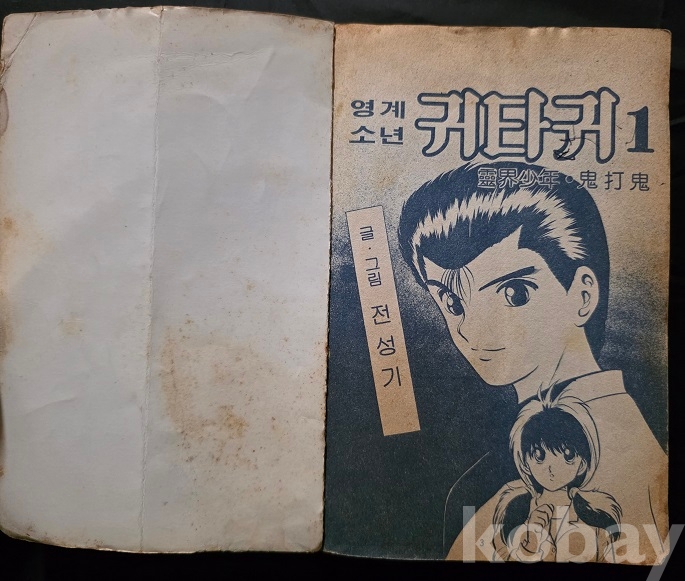 영계
소년
귀타귀 1
靈界少年·鬼打鬼
글·그림 전성기
kobay